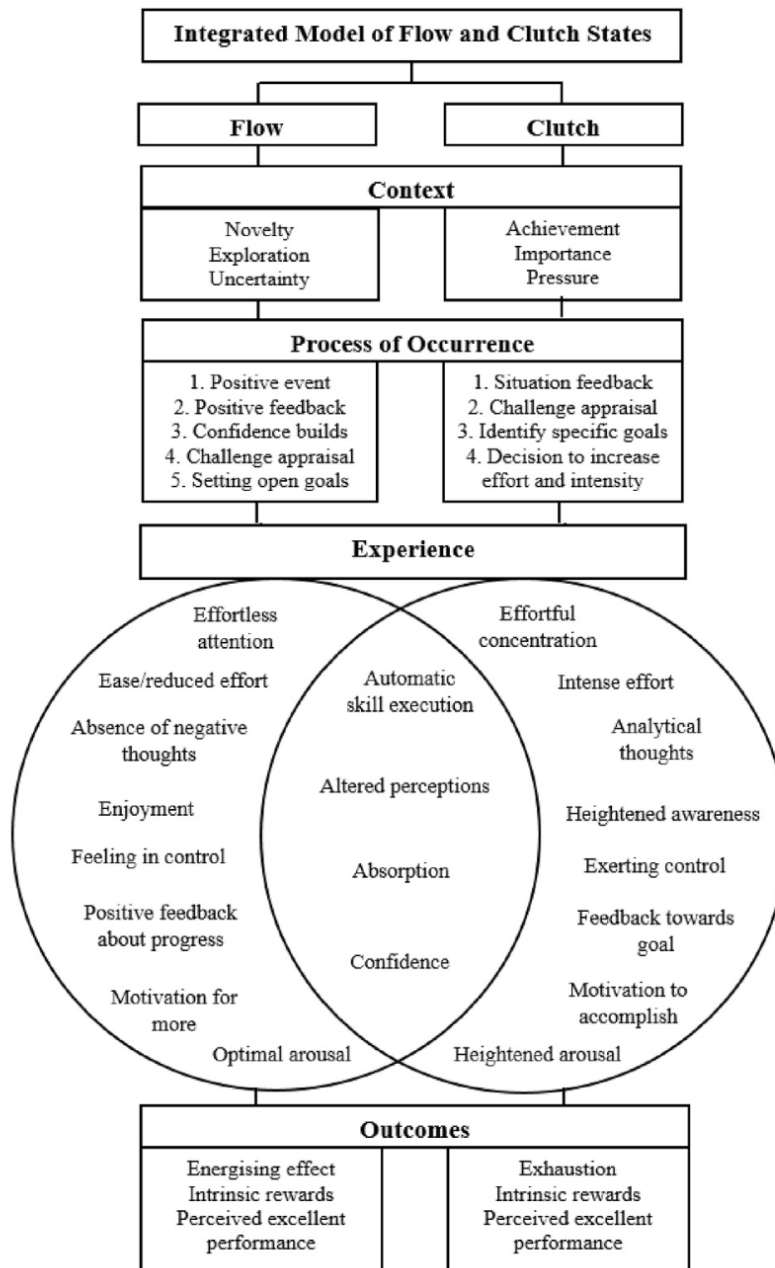 Integrated Model of Flow and Clutch States
Flow
Clutch
Context
Novelty
Exploration
Uncertainty
Achievement
Importance
Pressure
Process of Occurrence
1. Positive event
2. Positive feedback
3. Confidence builds
4. Challenge appraisal
5. Setting open goals
1. Situation feedback
2. Challenge appraisal
3. Identify specific goals
4. Decision to increase
effort and intensity
Experience
Effortless
attention
Ease/reduced effort
Absence of negative
thoughts
Enjoyment
Feeling in control
Positive feedback
about progress
Motivation for
more
Optimal arousal
Automatic
skill execution
Altered perceptions
Absorption
Confidence
Effortful
concentration
Intense effort
Analytical
thoughts
Heightened awareness
Exerting control
Feedback towards
goal
Motivation to
accomplish
Heightened arousal
Outcomes
Energising effect
Intrinsic rewards
Perceived excellent
performance
Exhaustion
Intrinsic rewards
Perceived excellent
performance